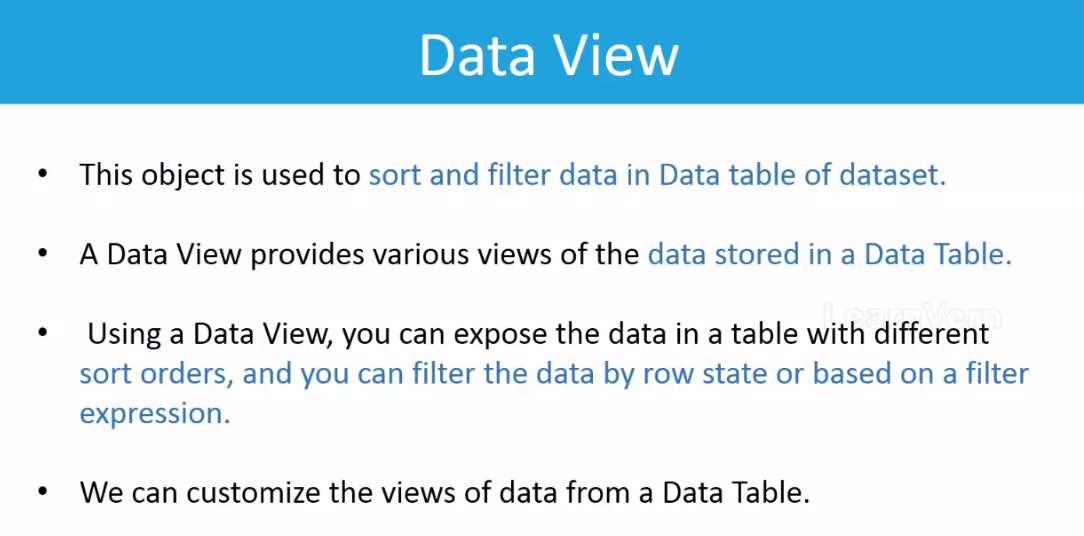 Data View
• This object is used to sort and filter data in Data table of dataset.
• A Data View provides various views of the data stored in a Data Table.
LearnVern
• Using a Data View, you can expose the data in a table with different
sort orders, and you can filter the data by row state or based on a filter
expression.
• We can customize the views of data from a Data Table.